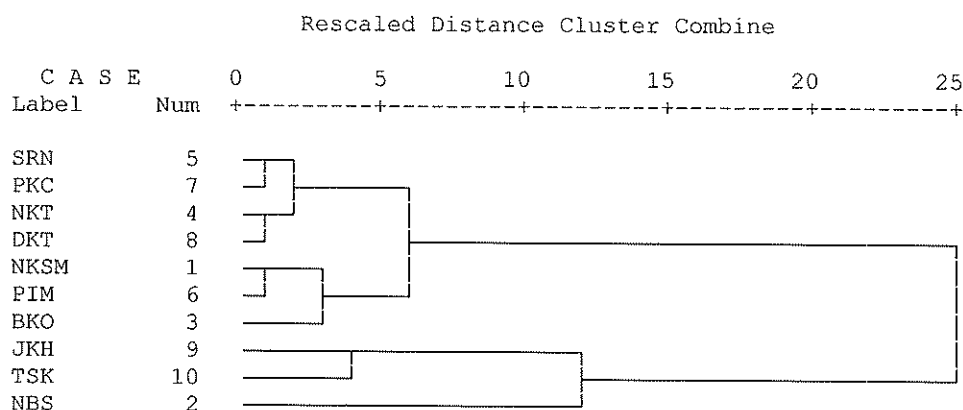 Rescaled Distance Cluster Combine
C A S E 0 5 10 15 20 25
Label Num +---------+---------+---------+---------+---------+
SRN 5
PKC 7
NKT 4
DKT 8
NKSM 1
PIM 6
BKO 3
JKH 9
TSK 10
NBS 2